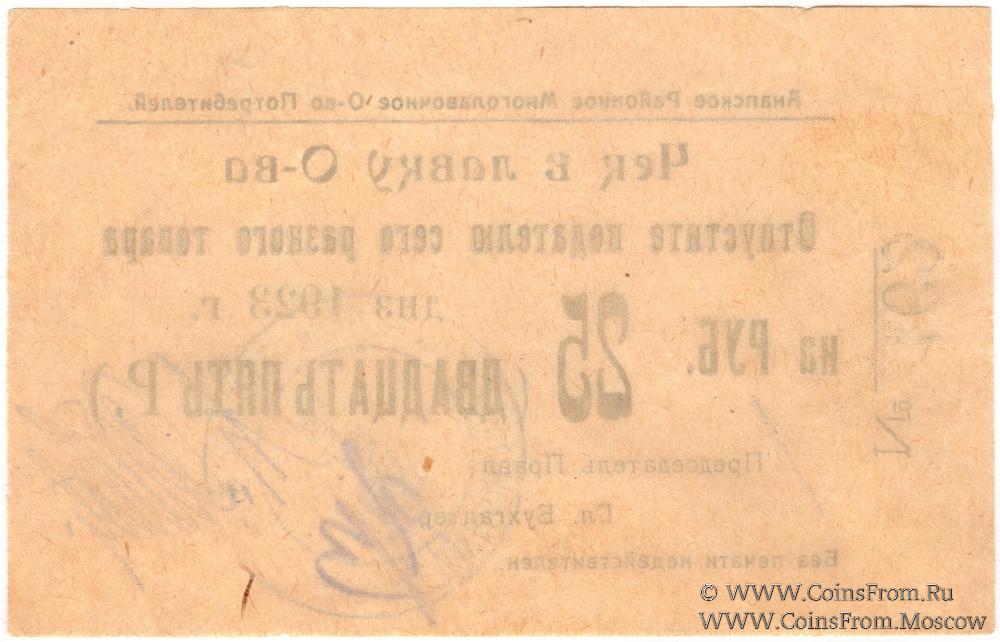 Анапское Районное Многолавочное О-во Потребителей.
Чек в лавку О-ва
Отпустите подателю сего разного товара
дня 1923 г.
на РУБ. 25 (ДВАДЦАТЬ ПЯТЬ Р)
Председатель Правл.
Гл. Бухгалтер
Без печати недействителен.
№
© WWW.CoinsFrom.Ru
WWW.CoinsFrom.Moscow